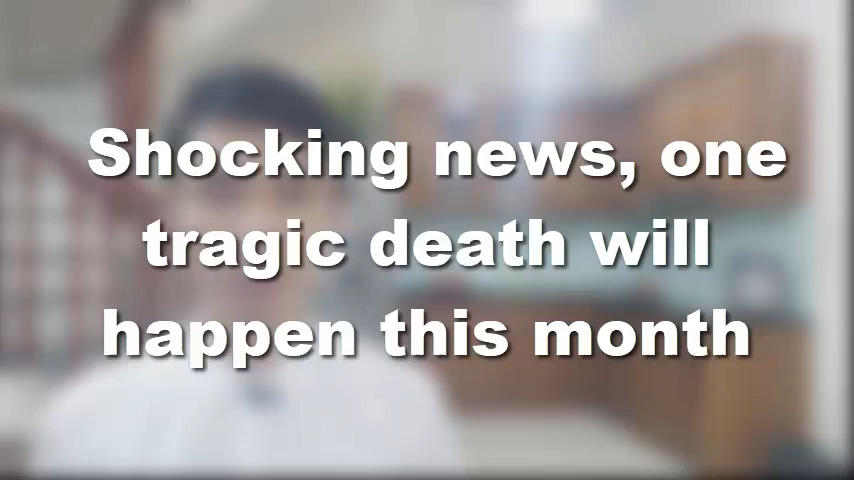 Shocking news, one
tragic death will
happen this month